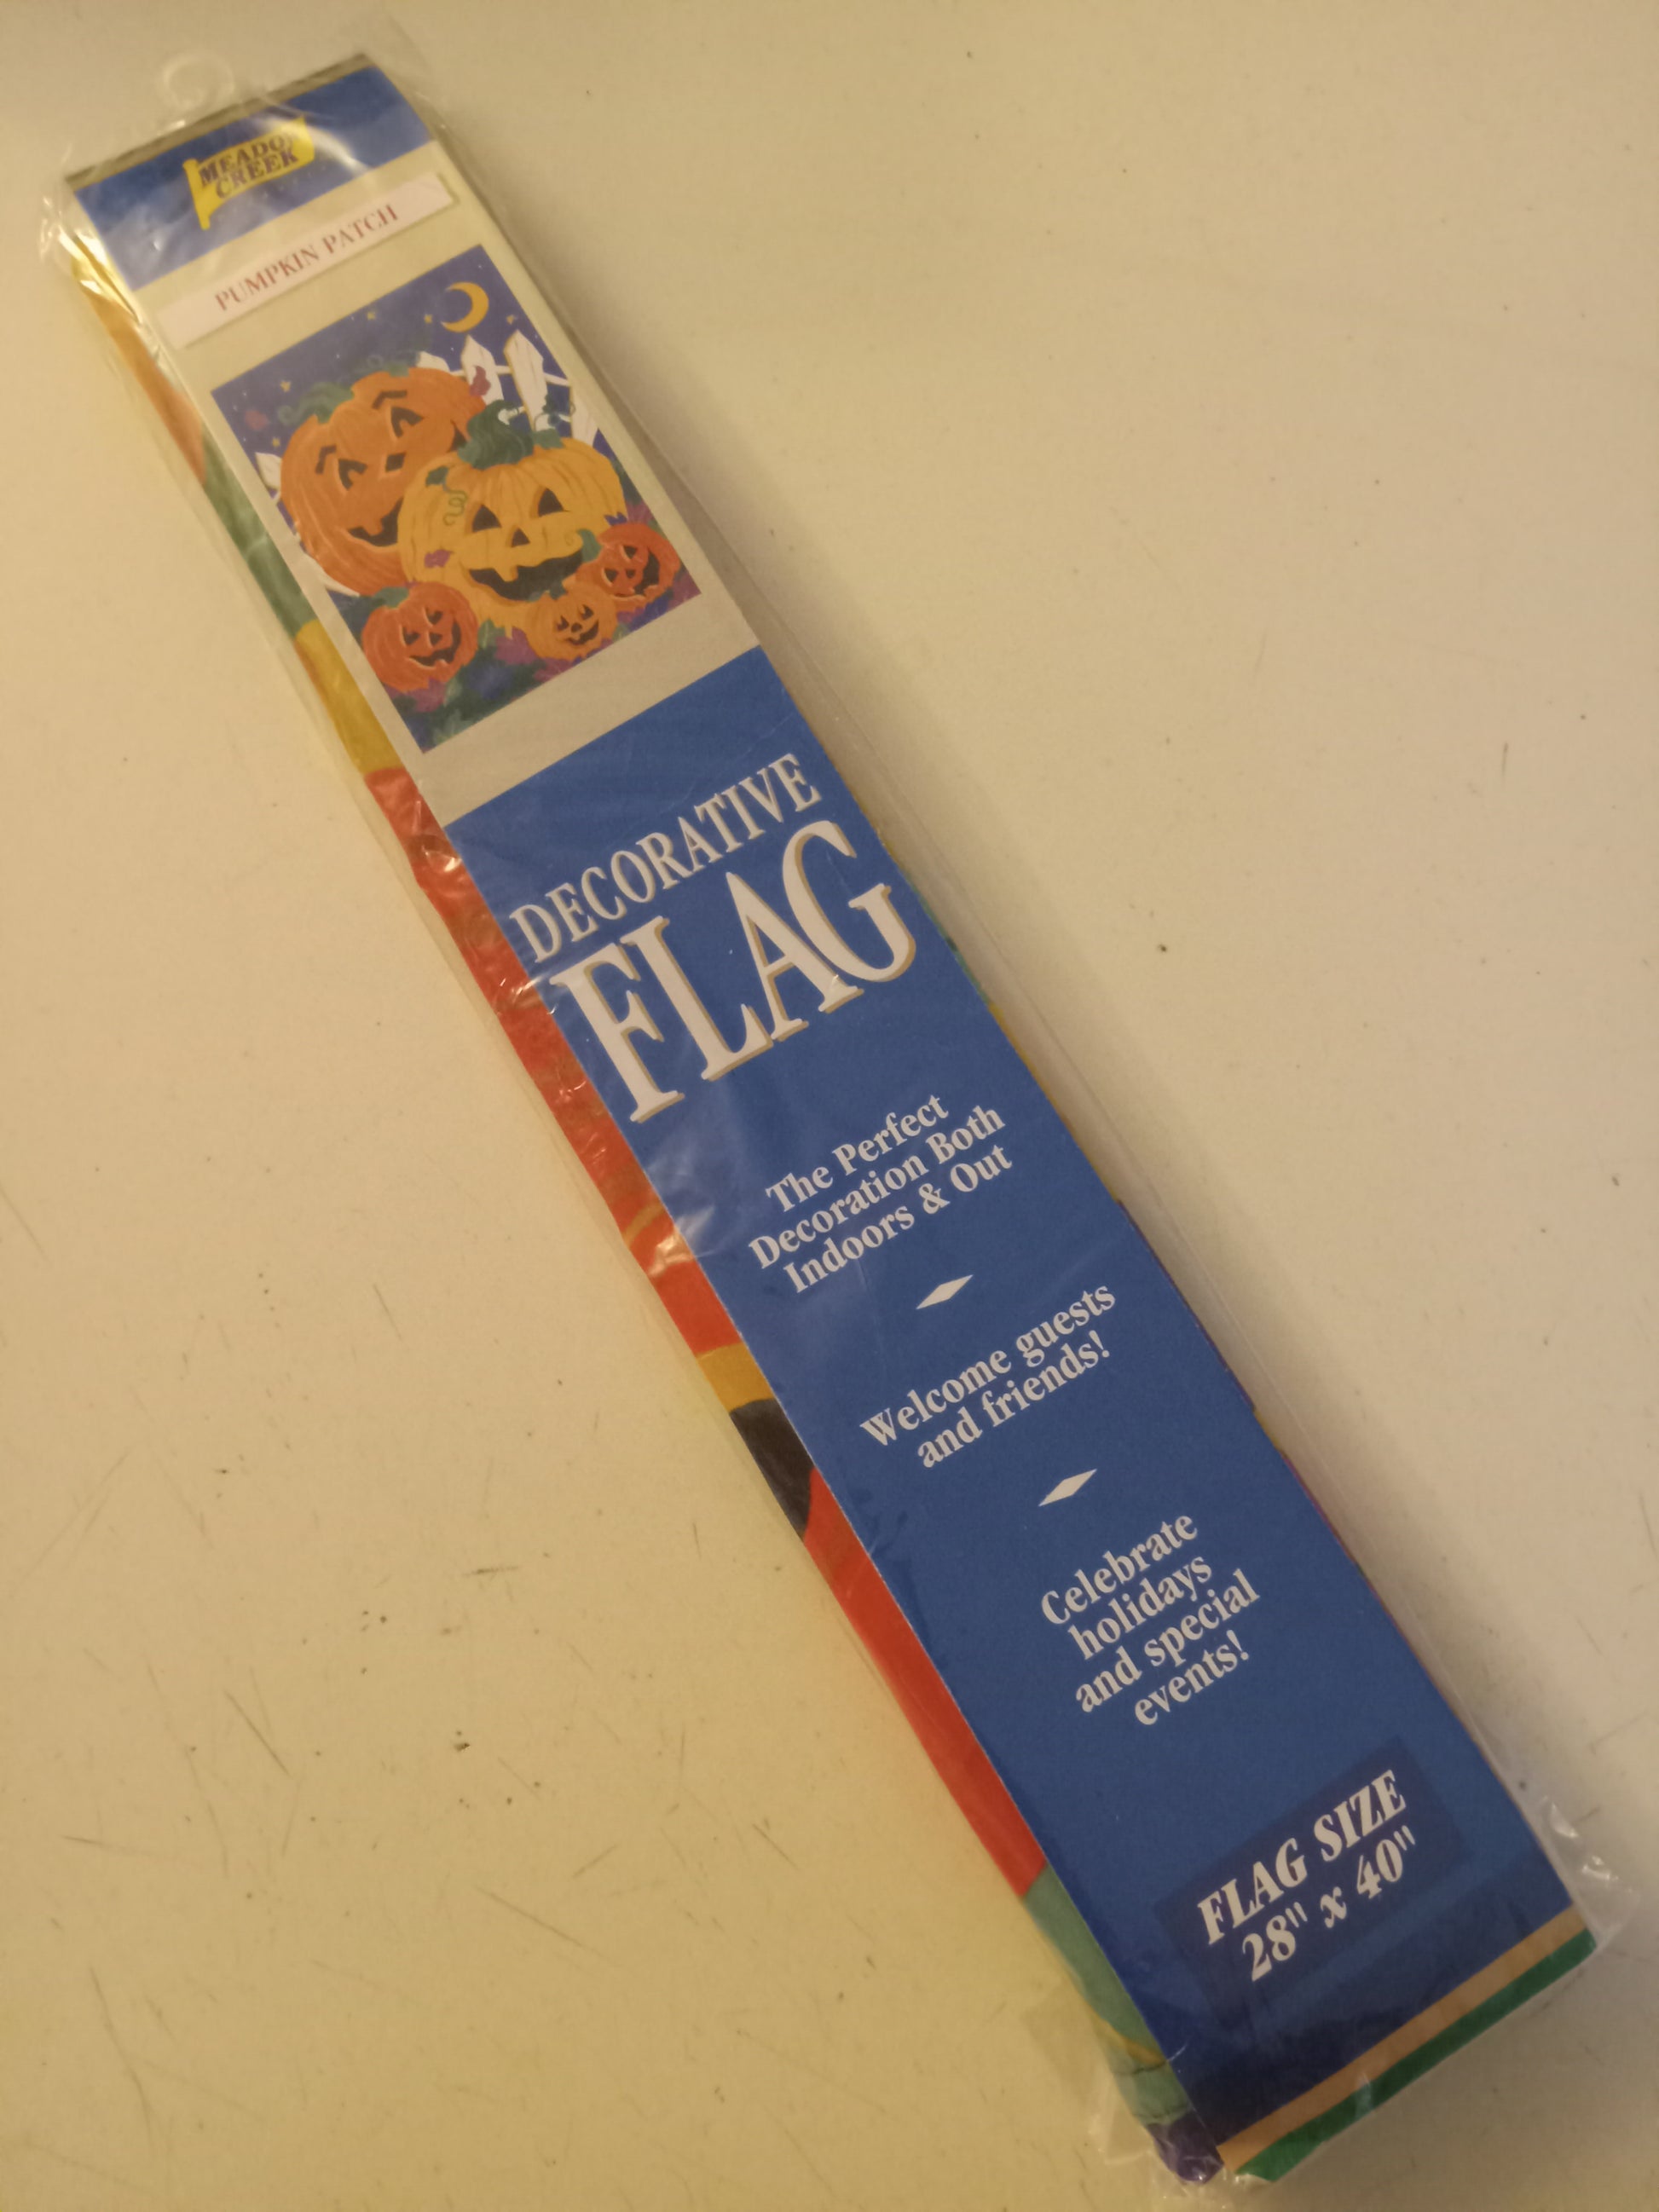 MEADOW
CREEK
PUMPKIN PATCH
DECORATIVE
FLAG
The Perfect
Decoration Both
Indoors & Out
Welcome guests
and friends!
Celebrate
holidays
and special
events!
FLAG SIZE
28" x 40"